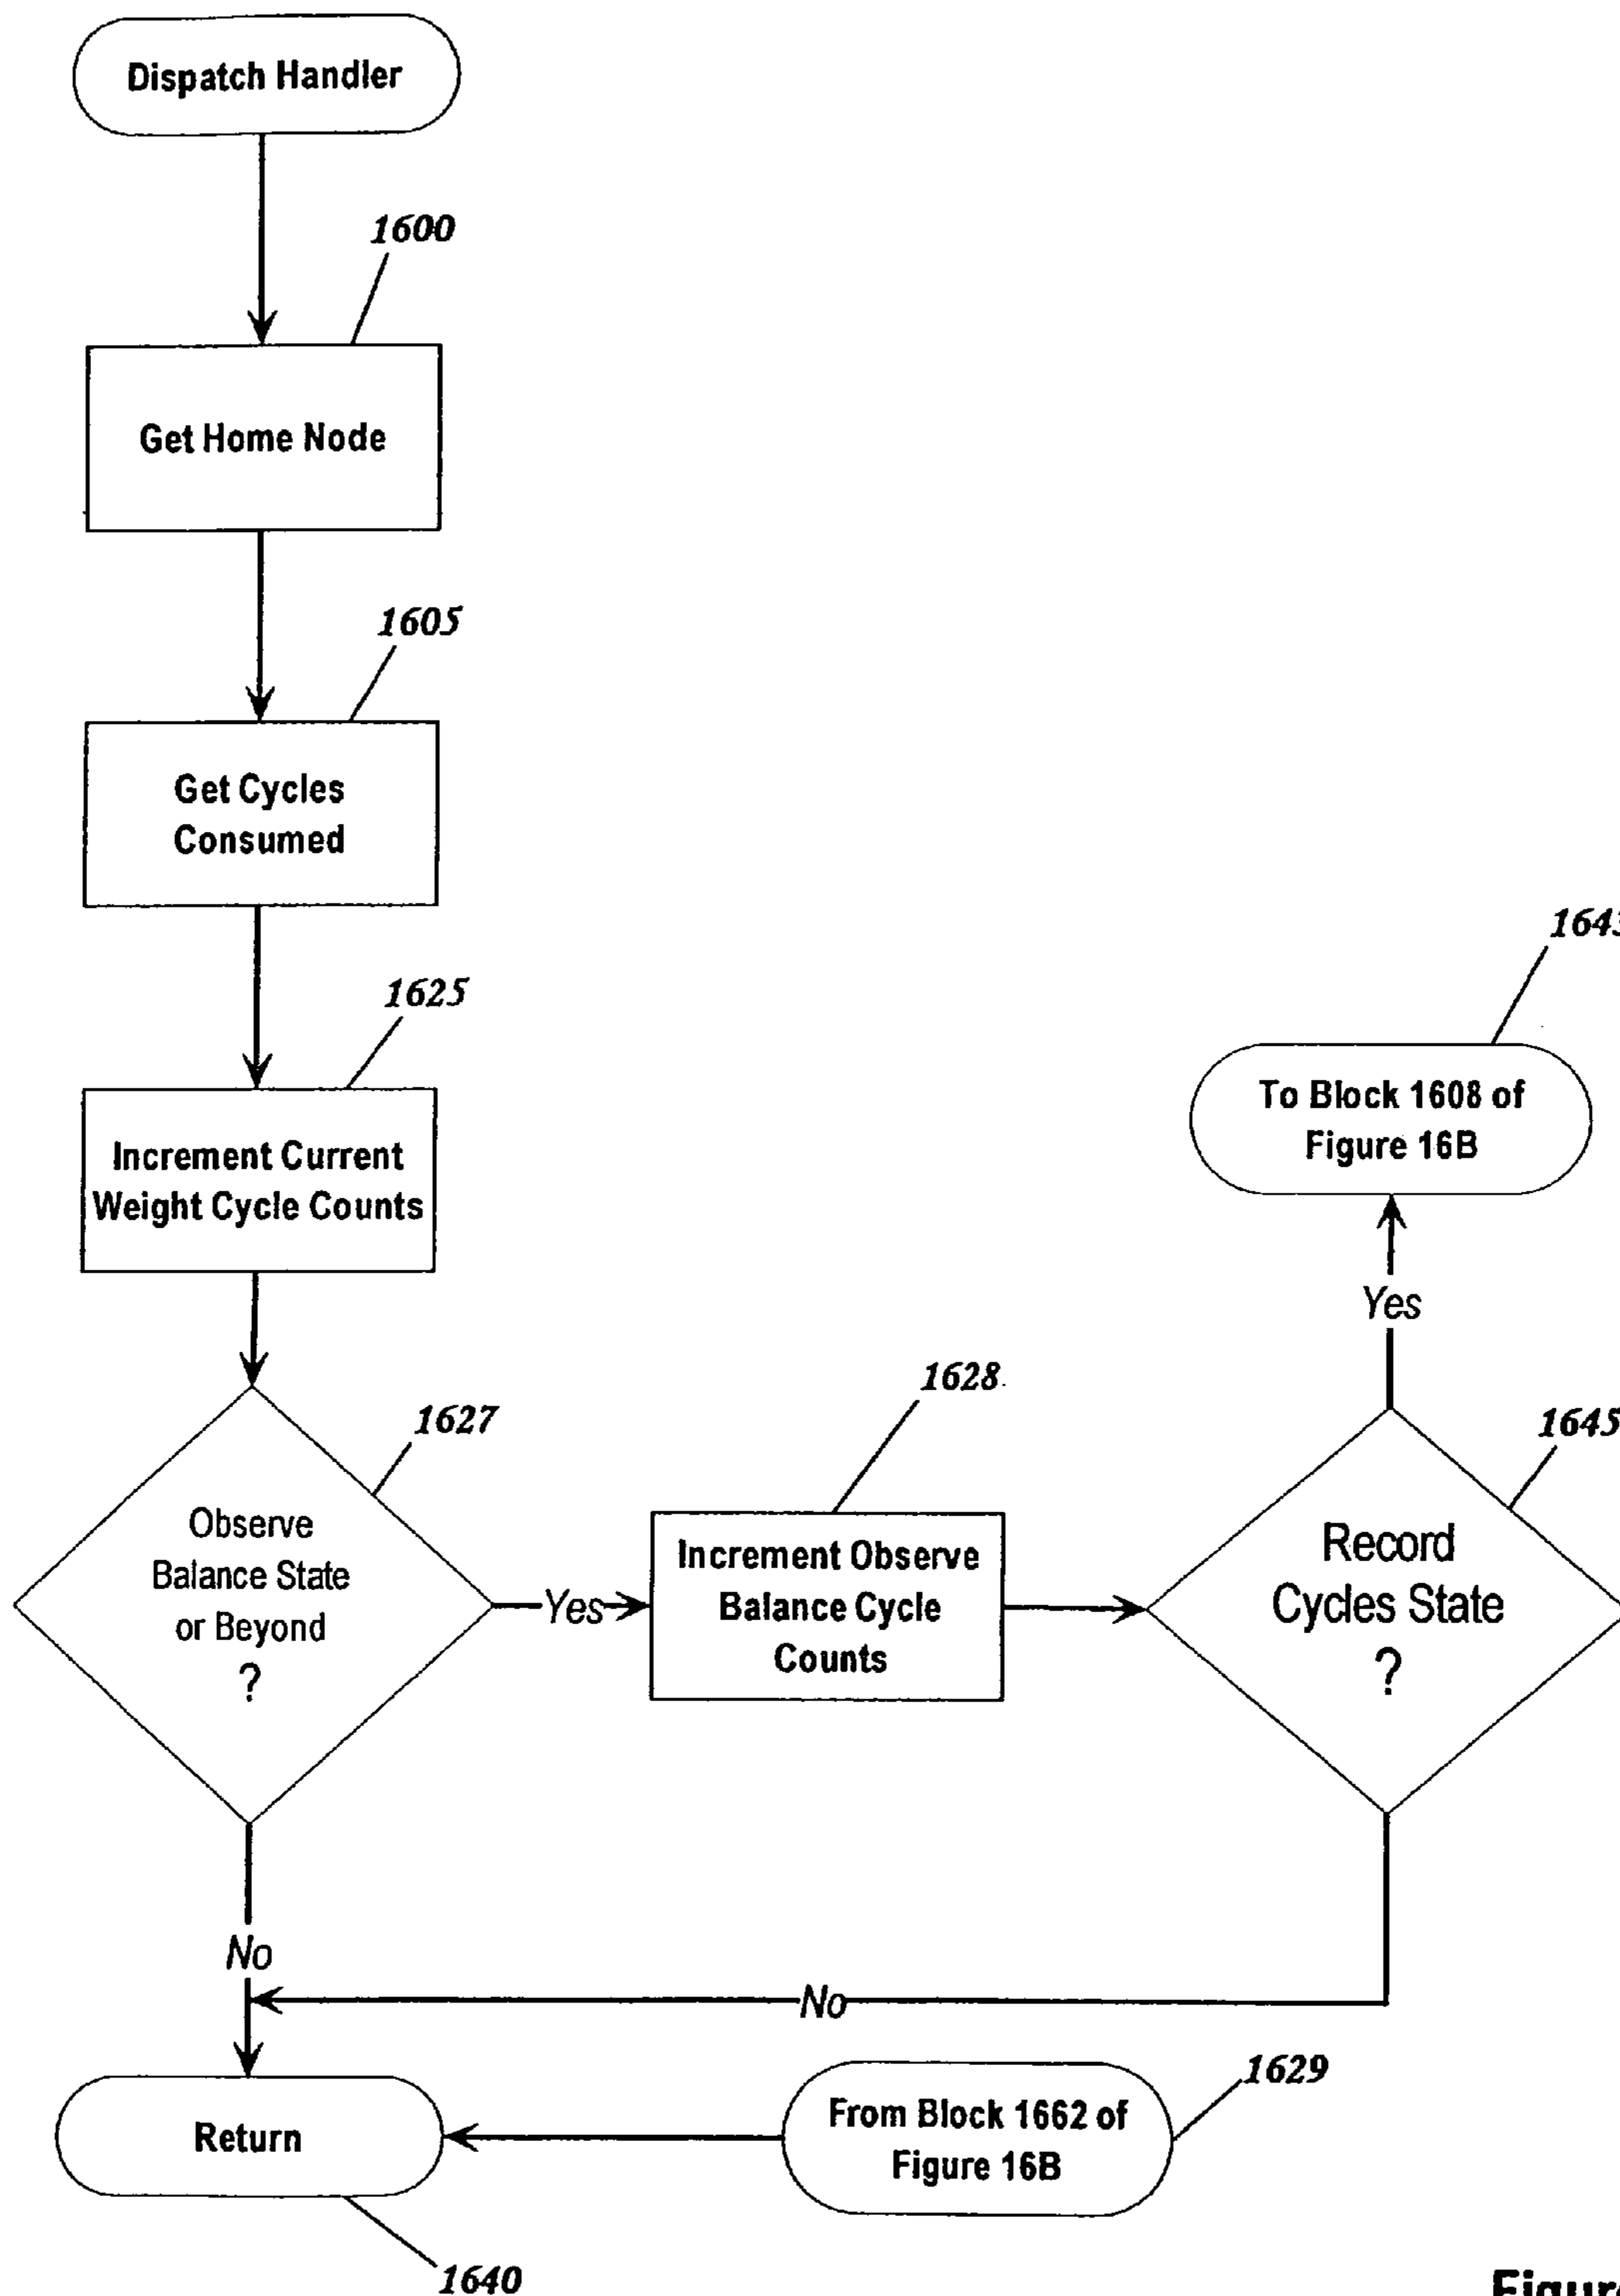 Dispatch Handler
1600
Get Home Node
1605
Get Cycles
Consumed
1625
Increment Current
Weight Cycle Counts
1643
To Block 1608 of
Figure 16B
Yes
1627
Observe
Balance State
or Beyond
?
Yes
1628
Increment Observe
Balance Cycle
Counts
1645
Record
Cycles State
?
No
No
Return
1640
From Block 1662 of
Figure 16B
1629